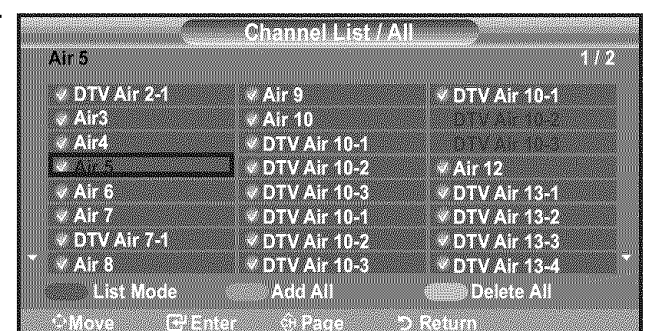 Channel List / All
Air 5 1 / 2
DTV Air 2-1 Air 9 DTV Air 10-1
Air3 Air 10 DTV Air 10-2
Air4 DTV Air 10-1 DTV Air 10-3
Air 5 DTV Air 10-2 Air 12
Air 6 DTV Air 10-3 DTV Air 13-1
Air 7 DTV Air 10-1 DTV Air 13-2
DTV Air 7-1 DTV Air 10-2 DTV Air 13-3
Air 8 DTV Air 10-3 DTV Air 13-4
List Mode Add All Delete All
Move Enter Page Return